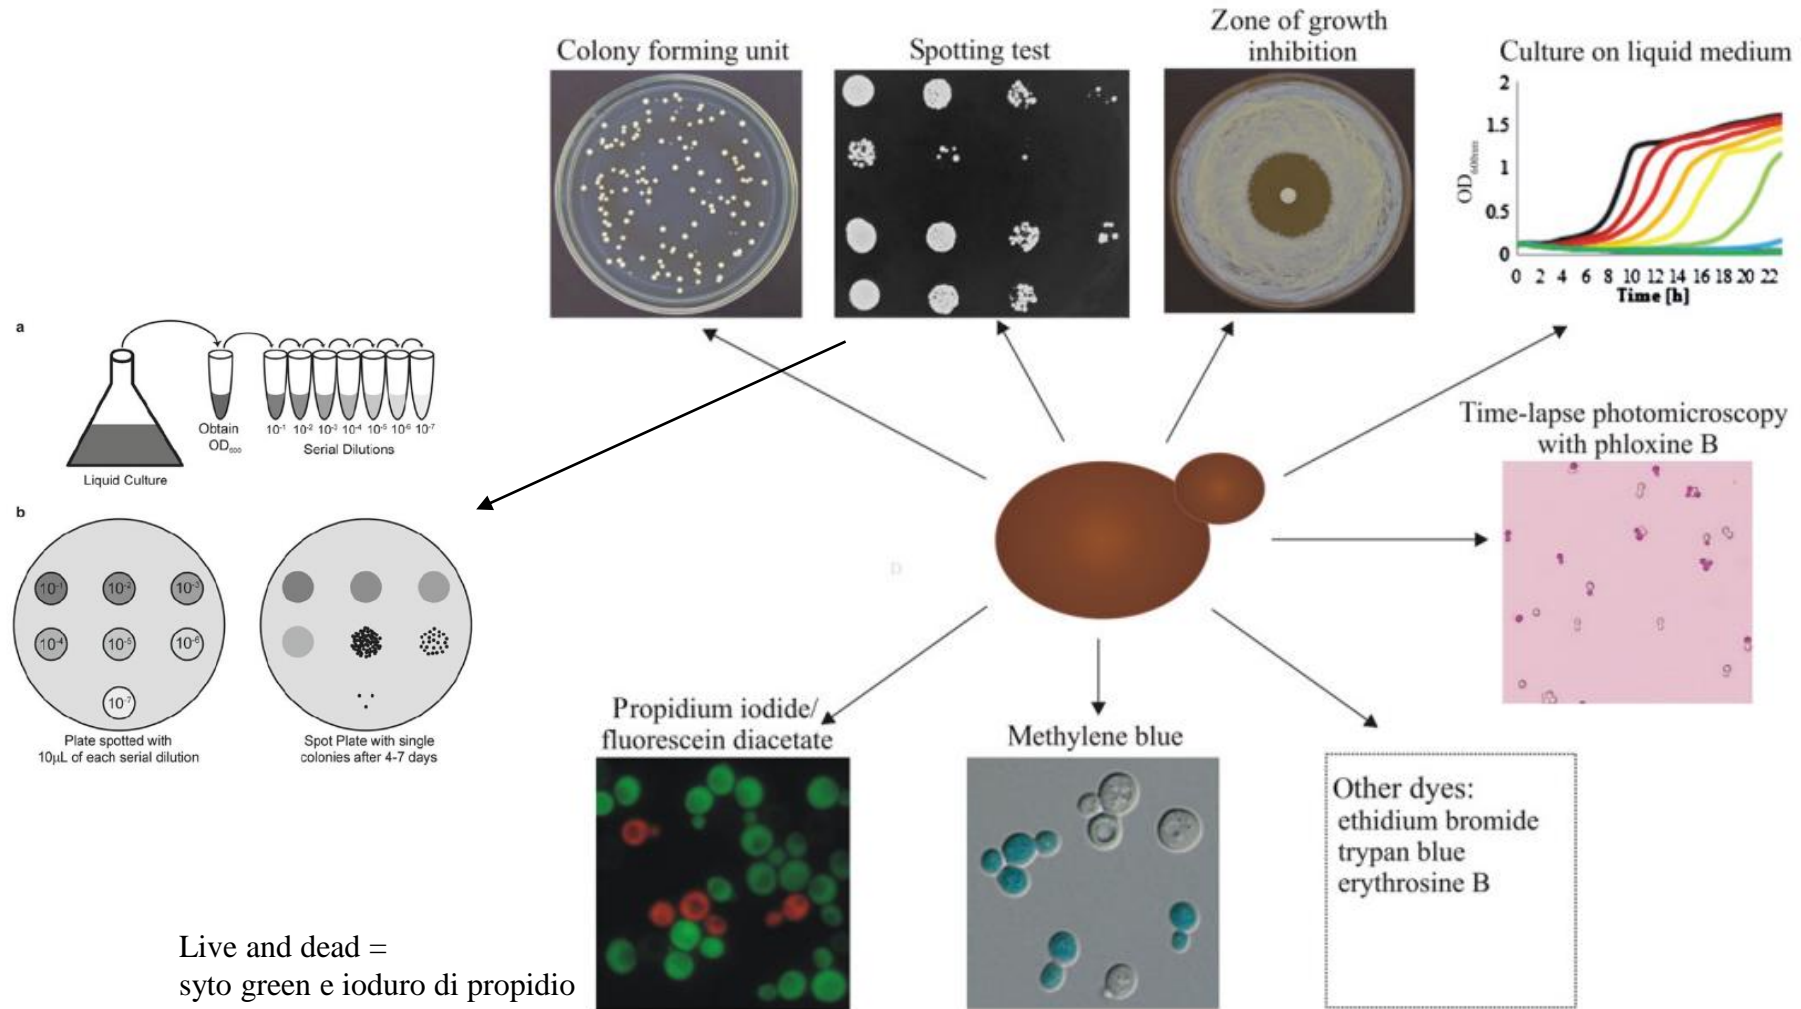 Colony forming unit
Spotting test
Zone of growth
inhibition
Culture on liquid medium
2
1.5
1
0.5
0
OD600nm
0 2 4 6 8 10 12 14 16 18 20 22
Time [h]
a
Obtain
OD600
10-1 10-2 10-3 10-4 10-5 10-6 10-7
Serial Dilutions
Liquid Culture
Time-lapse photomicroscopy
with phloxine B
b
10-1 10-2 10-3
10-4 10-5 10-6
10-7
Plate spotted with
10μL of each serial dilution
Spot Plate with single
colonies after 4-7 days
D
Propidium iodide/
fluorescein diacetate
Methylene blue
Other dyes:
ethidium bromide
trypan blue
erythrosine B
Live and dead =
syto green e ioduro di propidio